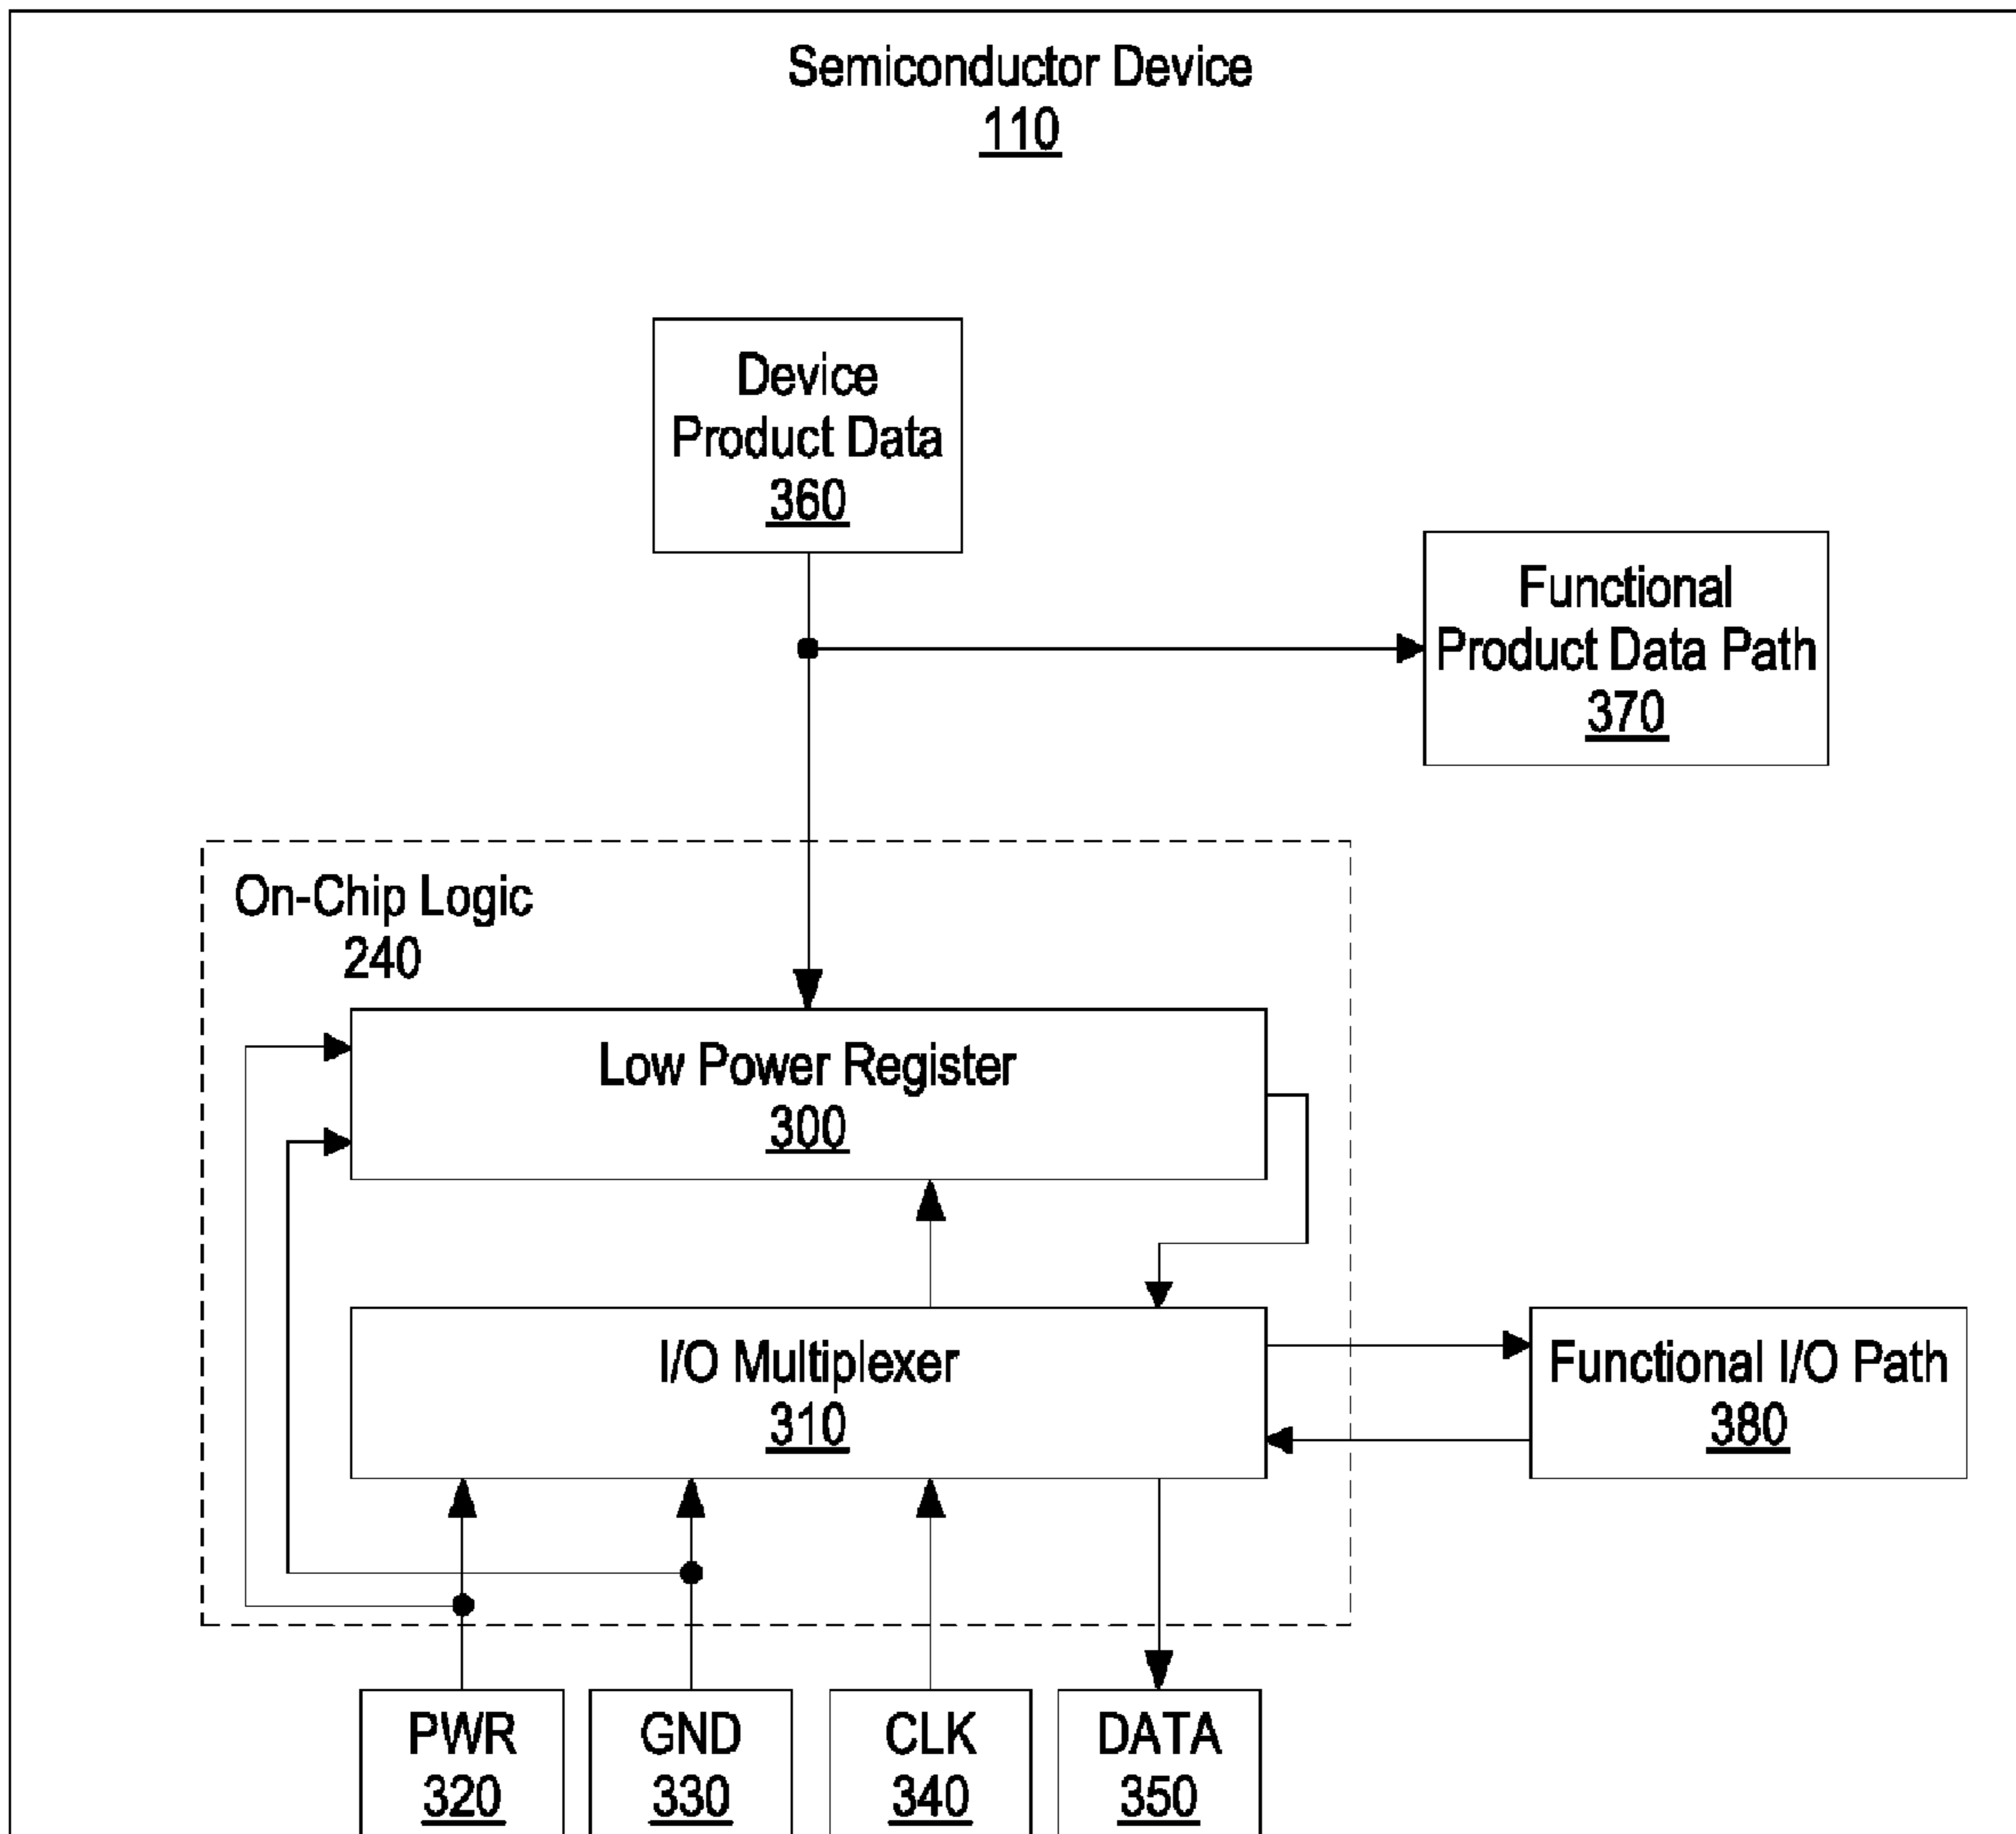 Semiconductor Device
110
Device
Product Data
360
Functional
Product Data Path
370
On-Chip Logic
240
Low Power Register
300
I/O Multiplexer
310
Functional I/O Path
380
PWR
320
GND
330
CLK
340
DATA
350